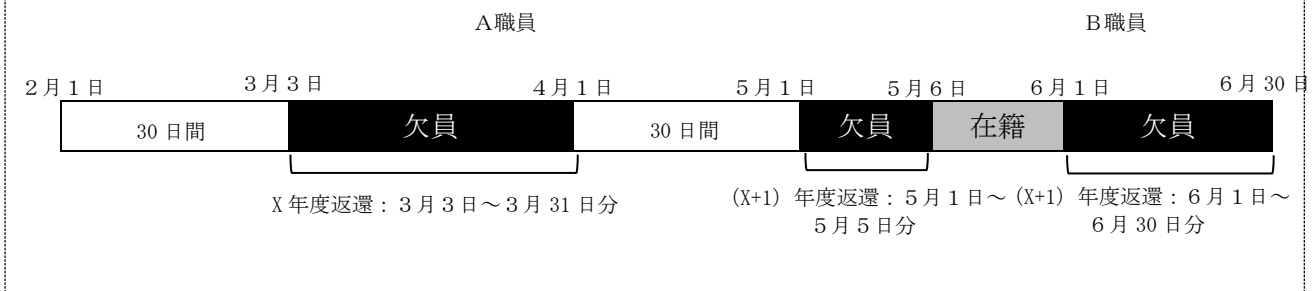 A職員 B職員
2月1日 3月3日 4月1日 5月1日 5月6日 6月1日 6月30日
30日間 欠員 30日間 欠員 在籍 欠員
X年度返還：3月3日～3月31日分 (X+1) 年度返還：5月1日～ (X+1) 年度返還：6月1日～
5月5日分 6月30日分